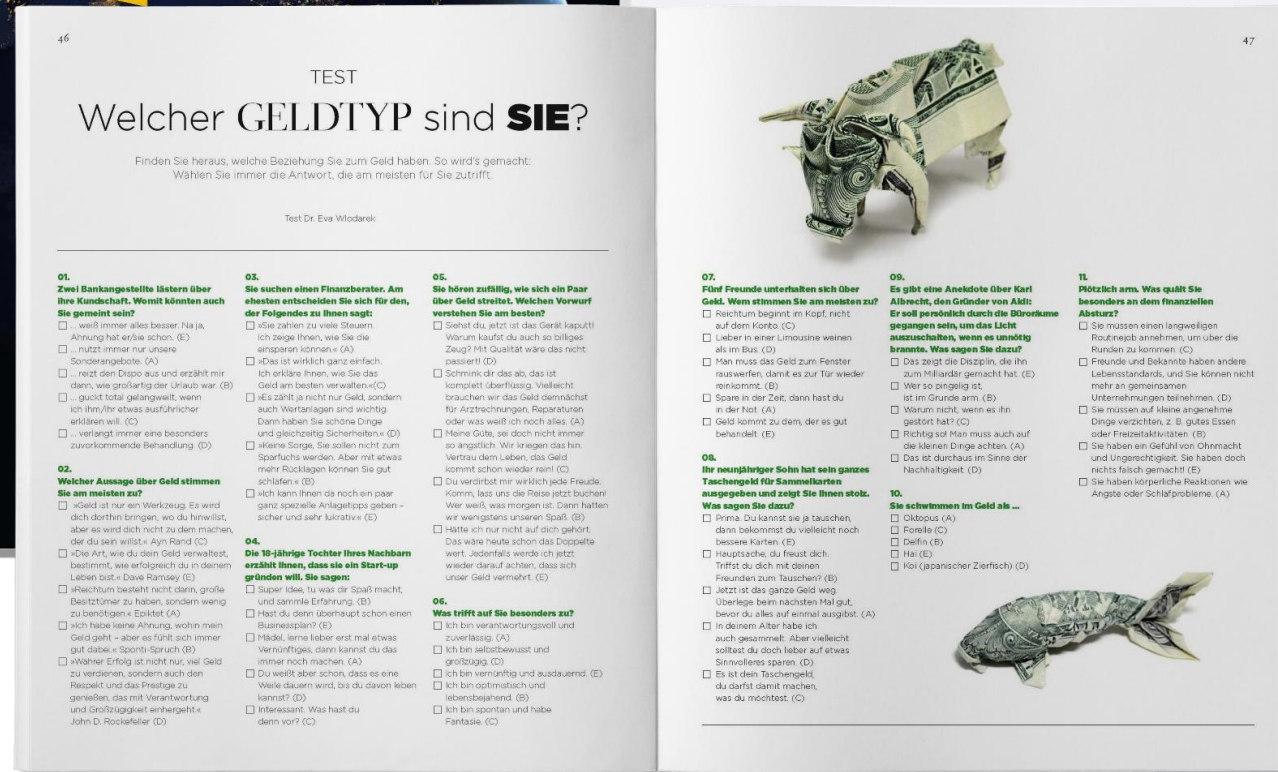 46
TEST
Welcher GELDTYP sind SIE?
Finden Sie heraus, welche Beziehung Sie zum Geld haben. So wird's gemacht:
Wählen Sie immer die Antwort, die am meisten für Sie zutrifft.
Test Dr. Eva Wlodarek
01.
Zwei Bankangestellte lästern über
ihre Kundschaft. Womit könnten auch
Sie gemeint sein?
… weiß immer alles besser. Na ja,
Ahnung hat er/sie schon. (E)
… nutzt immer nur unsere
Sonderangebote. (A)
… reizt den Dispo aus und erzählt mir
dann, wie großartig der Urlaub war. (B)
… guckt total gelangweilt, wenn
ich ihm/ihr etwas ausführlicher
erklären will. (C)
… verlangt immer eine besonders
zuvorkommende Behandlung. (D)
02.
Welcher Aussage über Geld stimmen
Sie am meisten zu?
»Geld ist nur ein Werkzeug. Es wird
dich dorthin bringen, wo du hinwillst,
aber es wird dich nicht zu dem machen,
der du sein willst.« Ayn Rand (C)
»Die Art, wie du dein Geld verwaltest,
bestimmt, wie erfolgreich du in deinem
Leben bist.« Dave Ramsey (E)
»Reichtum besteht nicht darin, große
Besitztümer zu haben, sondern wenig
zu benötigen.« Epiktet (A)
»Ich habe keine Ahnung, wohin mein
Geld geht – aber es fühlt sich immer
gut dabei.« Sponti-Spruch (B)
»Wahrer Erfolg ist nicht nur, viel Geld
zu verdienen, sondern auch den
Respekt und das Prestige zu
genießen, das mit Verantwortung
und Großzügigkeit einhergeht.«
John D. Rockefeller (D)
03.
Sie suchen einen Finanzberater. Am
ehesten entscheiden Sie sich für den,
der Folgendes zu Ihnen sagt:
»Sie zahlen zu viele Steuern.
Ich zeige Ihnen, wie Sie die
einsparen können.« (A)
»Das ist wirklich ganz einfach.
Ich erkläre Ihnen, wie Sie das
Geld am besten verwalten.«(C)
»Es zählt ja nicht nur Geld, sondern
auch Wertanlagen sind wichtig.
Dann haben Sie schöne Dinge
und gleichzeitig Sicherheiten.« (D)
»Keine Sorge, Sie sollen nicht zum
Sparfuchs werden. Aber mit etwas
mehr Rücklagen können Sie gut
schlafen.« (B)
»Ich kann Ihnen da noch ein paar
ganz spezielle Anlagetipps geben –
sicher und sehr lukrativ.« (E)
04.
Die 18-jährige Tochter Ihres Nachbarn
erzählt Ihnen, dass sie ein Start-up
gründen will. Sie sagen:
Super Idee, tu was dir Spaß macht,
und sammle Erfahrung. (B)
Hast du denn überhaupt schon einen
Businessplan? (E)
Mädel, lerne lieber erst mal etwas
Vernünftiges, dann kannst du das
immer noch machen. (A)
Du weißt aber schon, dass es eine
Weile dauern wird, bis du davon leben
kannst? (D)
Interessant. Was hast du
denn vor? (C)
05.
Sie hören zufällig, wie sich ein Paar
über Geld streitet. Welchen Vorwurf
verstehen Sie am besten?
Siehst du, jetzt ist das Gerät kaputt!
Warum kaufst du auch so billiges
Zeug? Mit Qualität wäre das nicht
passiert! (D)
Schmink dir das ab, das ist
komplett überflüssig. Vielleicht
brauchen wir das Geld demnächst
für Arztrechnungen, Reparaturen
oder was weiß ich noch alles. (A)
Meine Güte, sei doch nicht immer
so ängstlich. Wir kriegen das hin.
Vertrau dem Leben, das Geld
kommt schon wieder rein! (C)
Du verdirbst mir wirklich jede Freude.
Komm, lass uns die Reise jetzt buchen!
Wer weiß, was morgen ist. Dann hatten
wir wenigstens unseren Spaß. (B)
Hätte ich nur nicht auf dich gehört.
Das wäre heute schon das Doppelte
wert. Jedenfalls werde ich jetzt
wieder darauf achten, dass sich
unser Geld vermehrt. (E)
06.
Was trifft auf Sie besonders zu?
Ich bin verantwortungsvoll und
zuverlässig. (A)
Ich bin selbstbewusst und
großzügig. (D)
Ich bin vernünftig und ausdauernd. (E)
Ich bin optimistisch und
lebensbejahend. (B)
Ich bin spontan und habe
Fantasie. (C)
47
07.
Fünf Freunde unterhalten sich über
Geld. Wem stimmen Sie am meisten zu?
Reichtum beginnt im Kopf, nicht
auf dem Konto. (C)
Lieber in einer Limousine weinen
als im Bus. (D)
Man muss das Geld zum Fenster
rauswerfen, damit es zur Tür wieder
reinkommt. (B)
Spare in der Zeit, dann hast du
in der Not. (A)
Geld kommt zu dem, der es gut
behandelt. (E)
08.
Ihr neunjähriger Sohn hat sein ganzes
Taschengeld für Sammelkarten
ausgegeben und zeigt Sie Ihnen stolz.
Was sagen Sie dazu?
Prima. Du kannst sie ja tauschen,
dann bekommst du vielleicht noch
bessere Karten. (E)
Hauptsache, du freust dich.
Triffst du dich mit deinen
Freunden zum Tauschen? (B)
Jetzt ist das ganze Geld weg.
Überlege beim nächsten Mal gut,
bevor du alles auf einmal ausgibst. (A)
In deinem Alter habe ich
auch gesammelt. Aber vielleicht
solltest du doch lieber auf etwas
Sinnvolleres sparen. (D)
Es ist dein Taschengeld,
du darfst damit machen,
was du möchtest. (C)
09.
Es gibt eine Anekdote über Karl
Albrecht, den Gründer von Aldi:
Er soll persönlich durch die Büroräume
gegangen sein, um das Licht
auszuschalten, wenn es unnötig
brannte. Was sagen Sie dazu?
Das zeigt die Disziplin, die ihn
zum Milliardär gemacht hat. (E)
Wer so pingelig ist,
ist im Grunde arm. (B)
Warum nicht, wenn es ihn
gestört hat? (C)
Richtig so! Man muss auch auf
die kleinen Dinge achten. (A)
Das ist durchaus im Sinne der
Nachhaltigkeit. (D)
10.
Sie schwimmen im Geld als …
Oktopus (A)
Forelle (C)
Delfin (B)
Hai (E)
Koi (japanischer Zierfisch) (D)
11.
Plötzlich arm. Was quält Sie
besonders an dem finanziellen
Absturz?
Sie müssen einen langweiligen
Routinejob annehmen, um über die
Runden zu kommen. (C)
Freunde und Bekannte haben andere
Lebensstandards, und Sie können nicht
mehr an gemeinsamen
Unternehmungen teilnehmen. (D)
Sie müssen auf kleine angenehme
Dinge verzichten, z. B. gutes Essen
oder Freizeitaktivitäten. (B)
Sie haben ein Gefühl von Ohnmacht
und Ungerechtigkeit. Sie haben doch
nichts falsch gemacht! (E)
Sie haben körperliche Reaktionen wie
Ängste oder Schlafprobleme. (A)